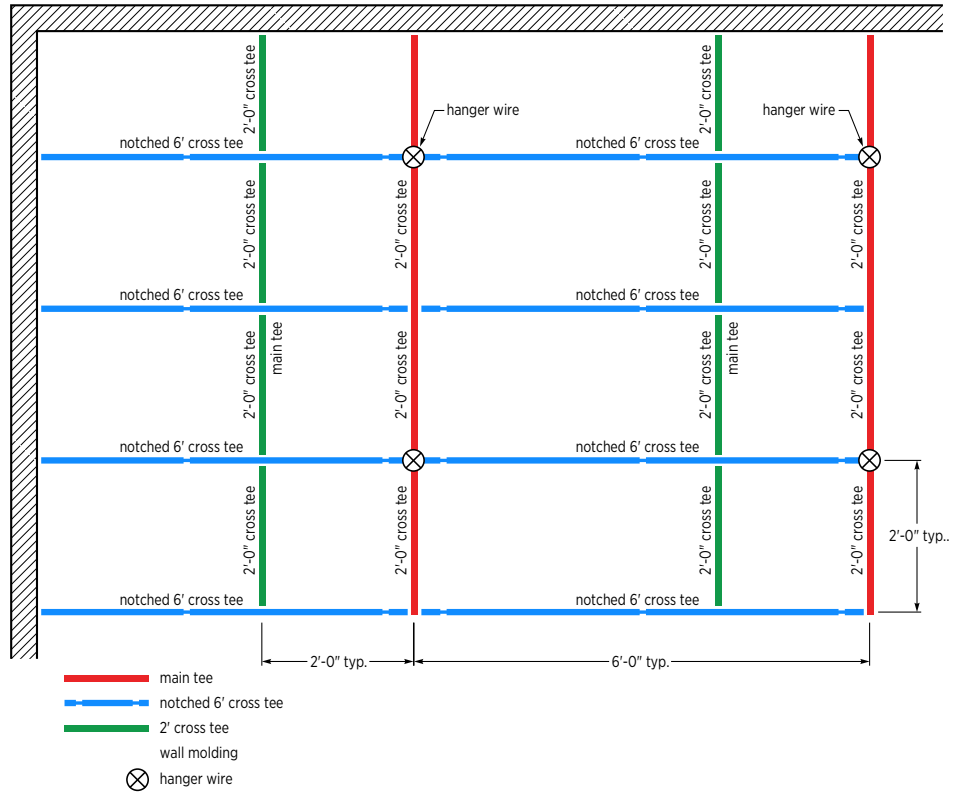 2'-0" cross tee
2'-0" cross tee
hanger wire
hanger wire
notched 6' cross tee
notched 6' cross tee
2'-0" cross tee
2'-0" cross tee
2'-0" cross tee
2'-0" cross tee
notched 6' cross tee
notched 6' cross tee
2'-0" cross tee
main tee
2'-0" cross tee
2'-0" cross tee
main tee
2'-0" cross tee
notched 6' cross tee
notched 6' cross tee
2'-0" cross tee
2'-0" cross tee
2'-0" cross tee
2'-0" typ..
notched 6' cross tee
notched 6' cross tee
2'-0" typ.
6'-0" typ.
main tee
notched 6' cross tee
2' cross tee
wall molding
hanger wire